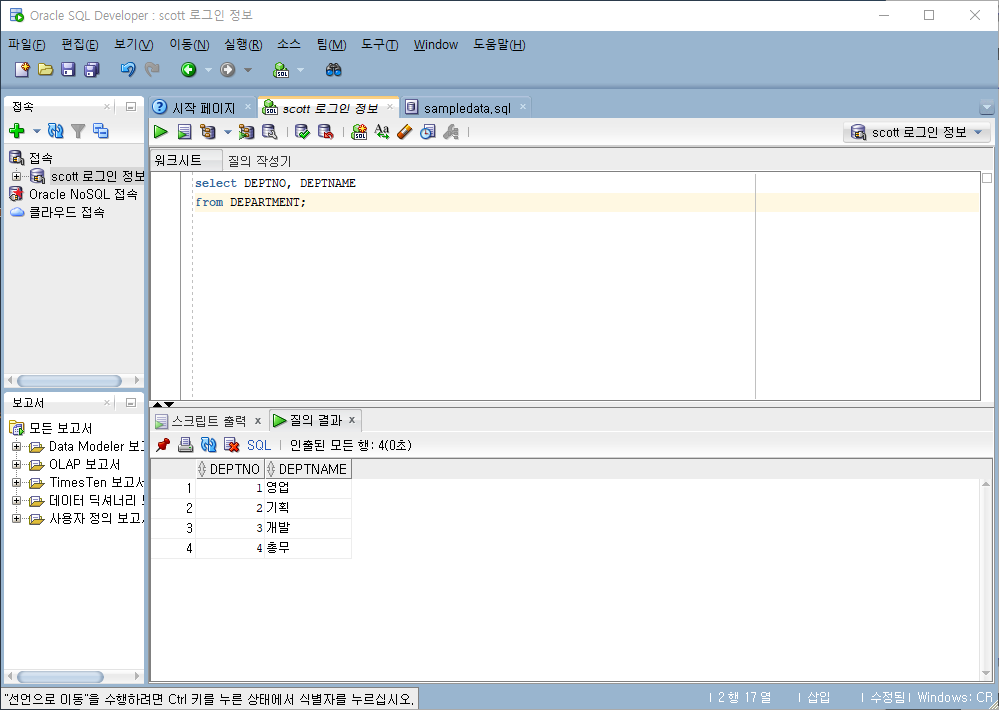 Oracle SQL Developer : scott 로그인 정보
파일(F) 편집(E) 보기(V) 이동(N) 실행(R) 소스 팀(M) 도구(T) Window 도움말(H)
접속
시작 페이지 scott 로그인 정보 sampledata.sql
scott 로그인 정보
접속
scott 로그인 정보
Oracle NoSQL 접속
클라우드 접속
워크시트 질의 작성기
select DEPTNO, DEPTNAME
from DEPARTMENT;
보고서
모든 보고서
Data Modeler 보
OLAP 보고서
TimesTen 보고서
데이터 딕셔너리
사용자 정의 보고서
스크립트 출력 x 질의 결과 x
SQL | 인출된 모든 행: 4(0초)
DEPTNO DEPTNAME
1 1 영업
2 2 기획
3 3 개발
4 4 총무
"선언으로 이동"을 수행하려면 Ctrl 키를 누른 상태에서 식별자를 누르십시오.
| 2 행 17 열 | 삽입 | 수정됨 | Windows: CR